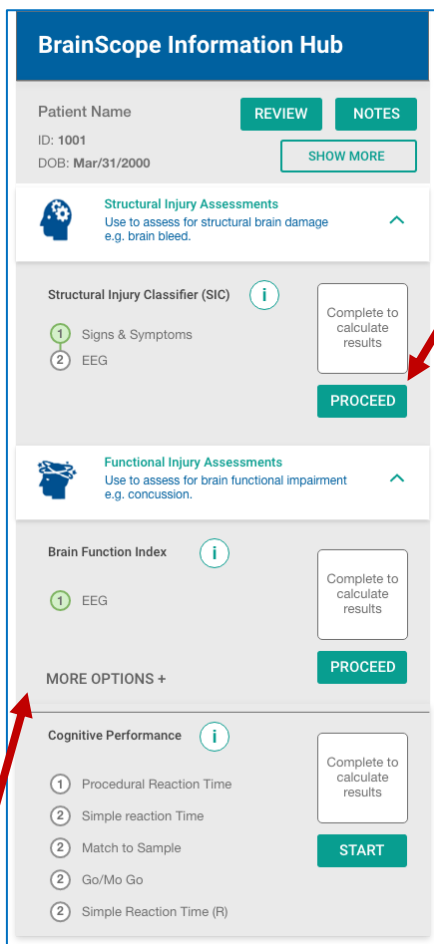 BrainScope Information Hub
Patient Name
REVIEW
NOTES
ID: 1001
DOB: Mar/31/2000
SHOW MORE
Structural Injury Assessments
Use to assess for structural brain damage
e.g. brain bleed.
Structural Injury Classifier (SIC)
i
1 Signs & Symptoms
2 EEG
Complete to
calculate
results
PROCEED
Functional Injury Assessments
Use to assess for brain functional impairment
e.g. concussion.
Brain Function Index
i
1 EEG
Complete to
calculate
results
PROCEED
MORE OPTIONS +
Cognitive Performance
i
1 Procedural Reaction Time
2 Simple reaction Time
2 Match to Sample
2 Go/Mo Go
2 Simple Reaction Time (R)
Complete to
calculate
results
START